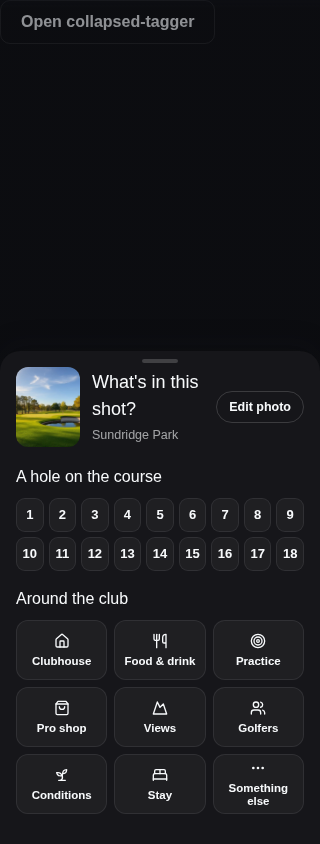 Open collapsed-tagger
What's in this
shot?
Sundridge Park
Edit photo
A hole on the course
1 2 3 4 5 6 7 8 9
10 11 12 13 14 15 16 17 18
Around the club
Clubhouse Food & drink Practice
Pro shop Views Golfers
Conditions Stay Something
else